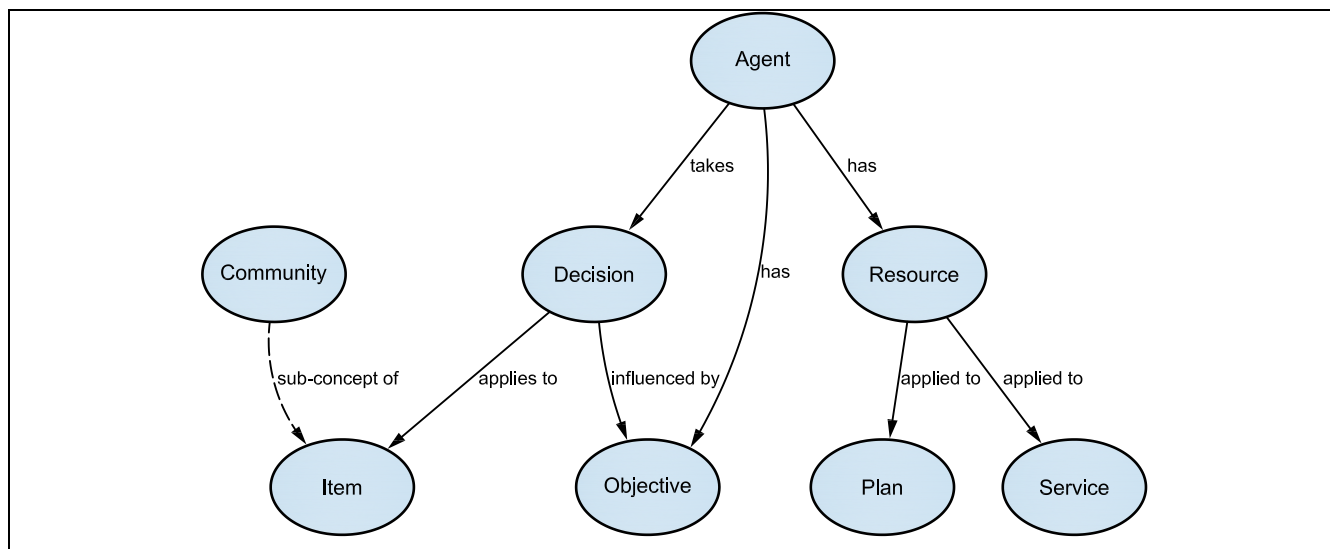 Agent
takes
has
Community
Decision
has
Resource
sub-concept of
applies to
influenced by
applied to
applied to
Item
Objective
Plan
Service